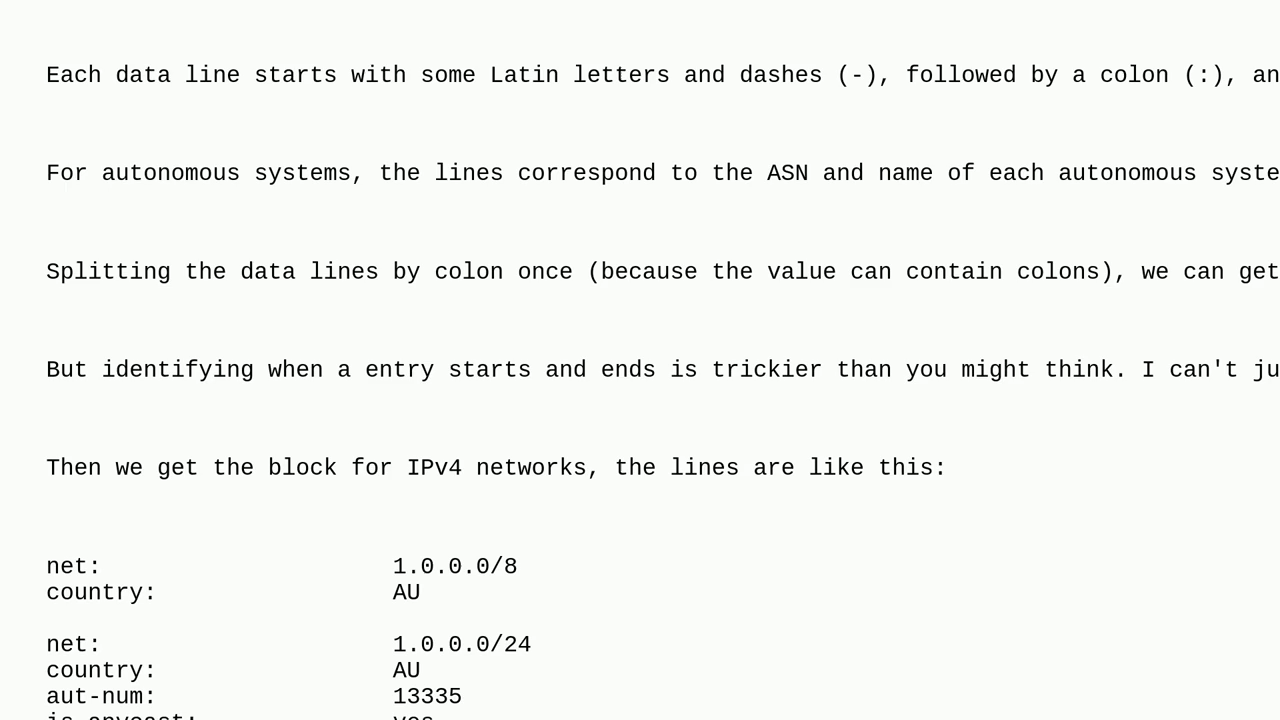 Each data line starts with some Latin letters and dashes (-), followed by a colon (:), an
For autonomous systems, the lines correspond to the ASN and name of each autonomous syste
Splitting the data lines by colon once (because the value can contain colons), we can get
But identifying when a entry starts and ends is trickier than you might think. I can't ju
Then we get the block for IPv4 networks, the lines are like this:
net: 1.0.0.0/8
country: AU
net: 1.0.0.0/24
country: AU
aut-num: 13335
is-anycast: yes